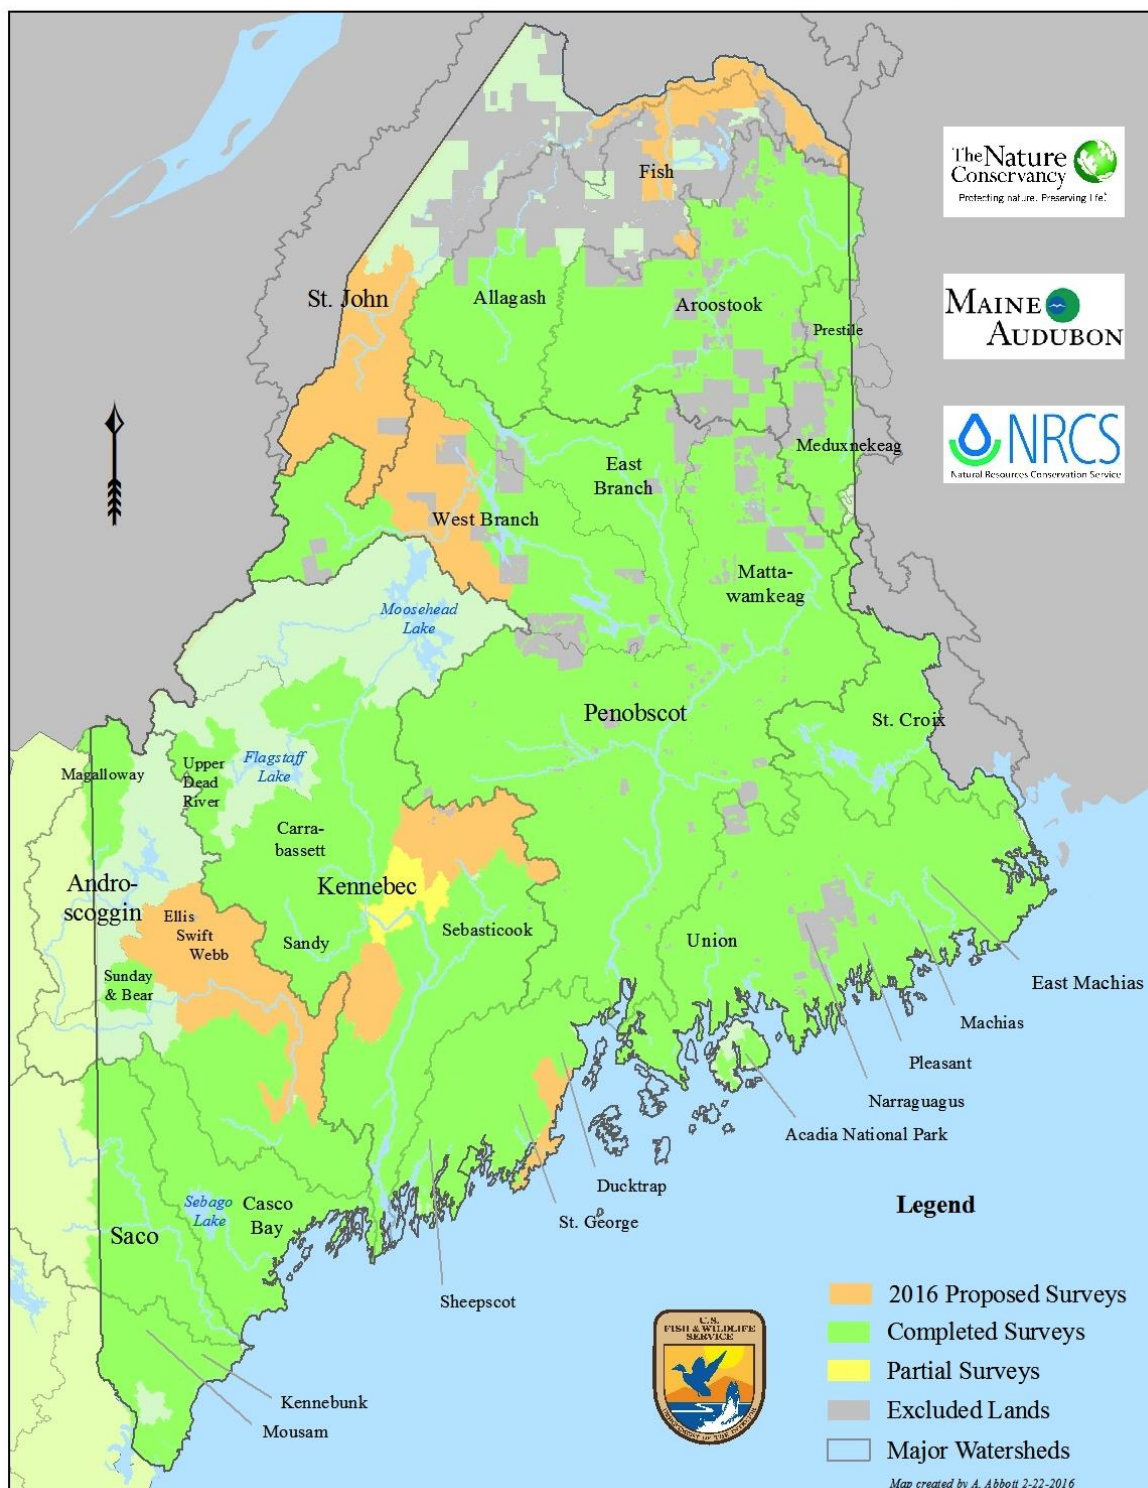 The Nature
Conservancy
Protecting nature. Preserving life.
MAINE
AUDUBON
NRCS
Natural Resources Conservation Service
Fish
St. John
Allagash
Aroostook
Prestile
Meduxnekeag
East
Branch
West Branch
Matta-
wamkeag
Moosehead
Lake
Penobscot
St. Croix
Magalloway
Upper
Dead
River
Flagstaff
Lake
Carra-
bassett
Andro-
scoggin
Kennebec
Ellis
Swift
Webb
Sandy
Sebasticook
Union
Sunday
& Bear
East Machias
Machias
Pleasant
Narraguagus
Acadia National Park
Ducktrap
St. George
Sebago
Lake
Casco
Bay
Saco
Sheepscot
Kennebunk
Mousam
U.S.
FISH & WILDLIFE
SERVICE
DEPARTMENT OF THE INTERIOR
Legend
2016 Proposed Surveys
Completed Surveys
Partial Surveys
Excluded Lands
Major Watersheds
Map created by A. Abbott 2-22-2016